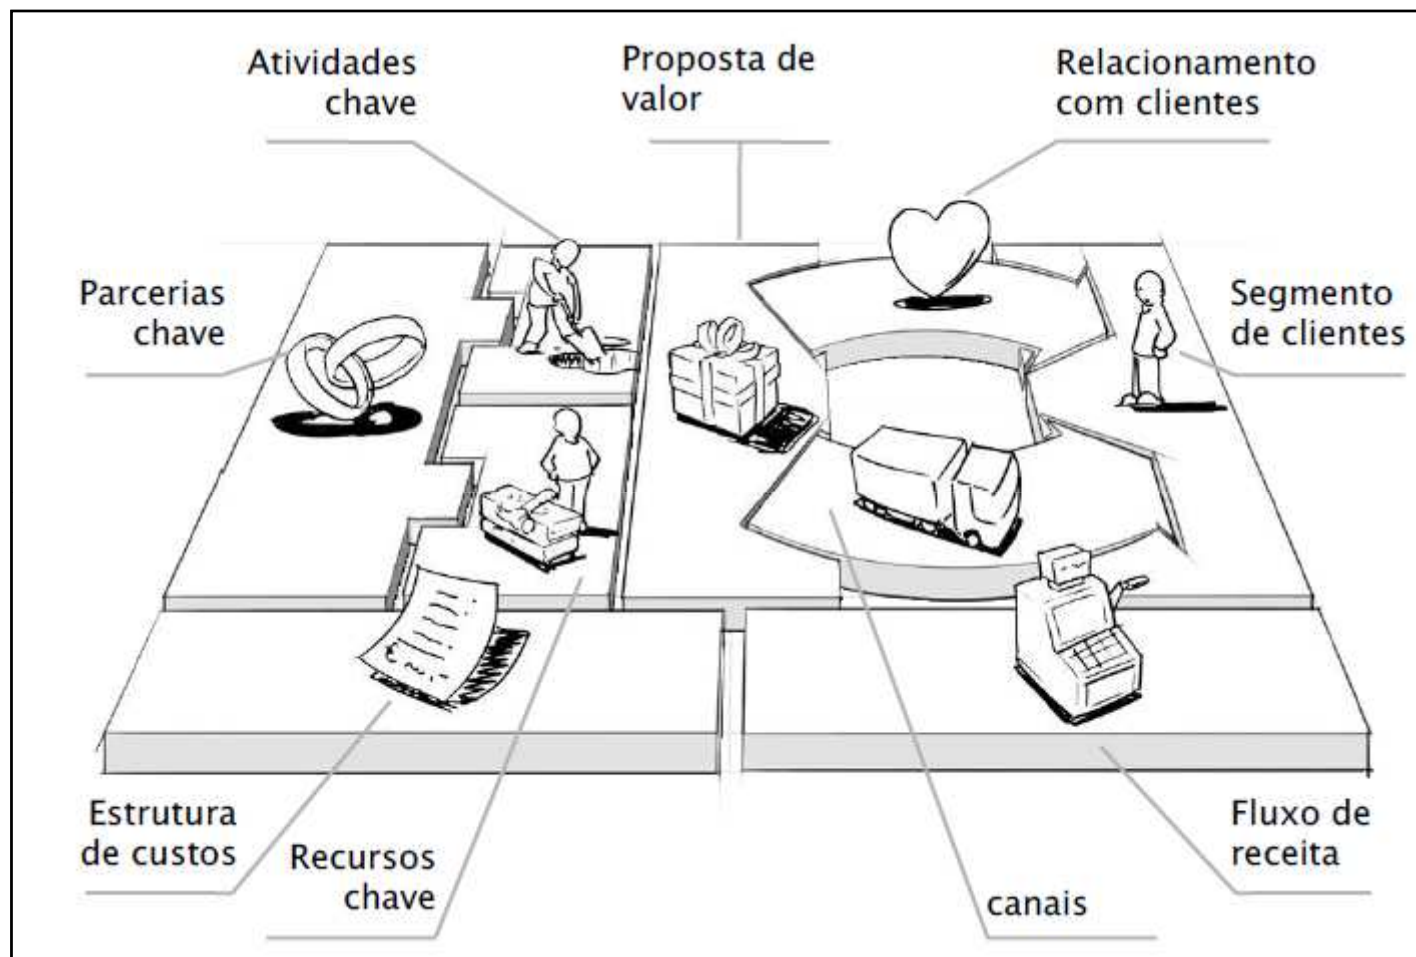 Atividades
chave
Proposta de
valor
Relacionamento
com clientes
Parcerias
chave
Segmento
de clientes
Estrutura
de custos
Recursos
chave
canais
Fluxo de
receita